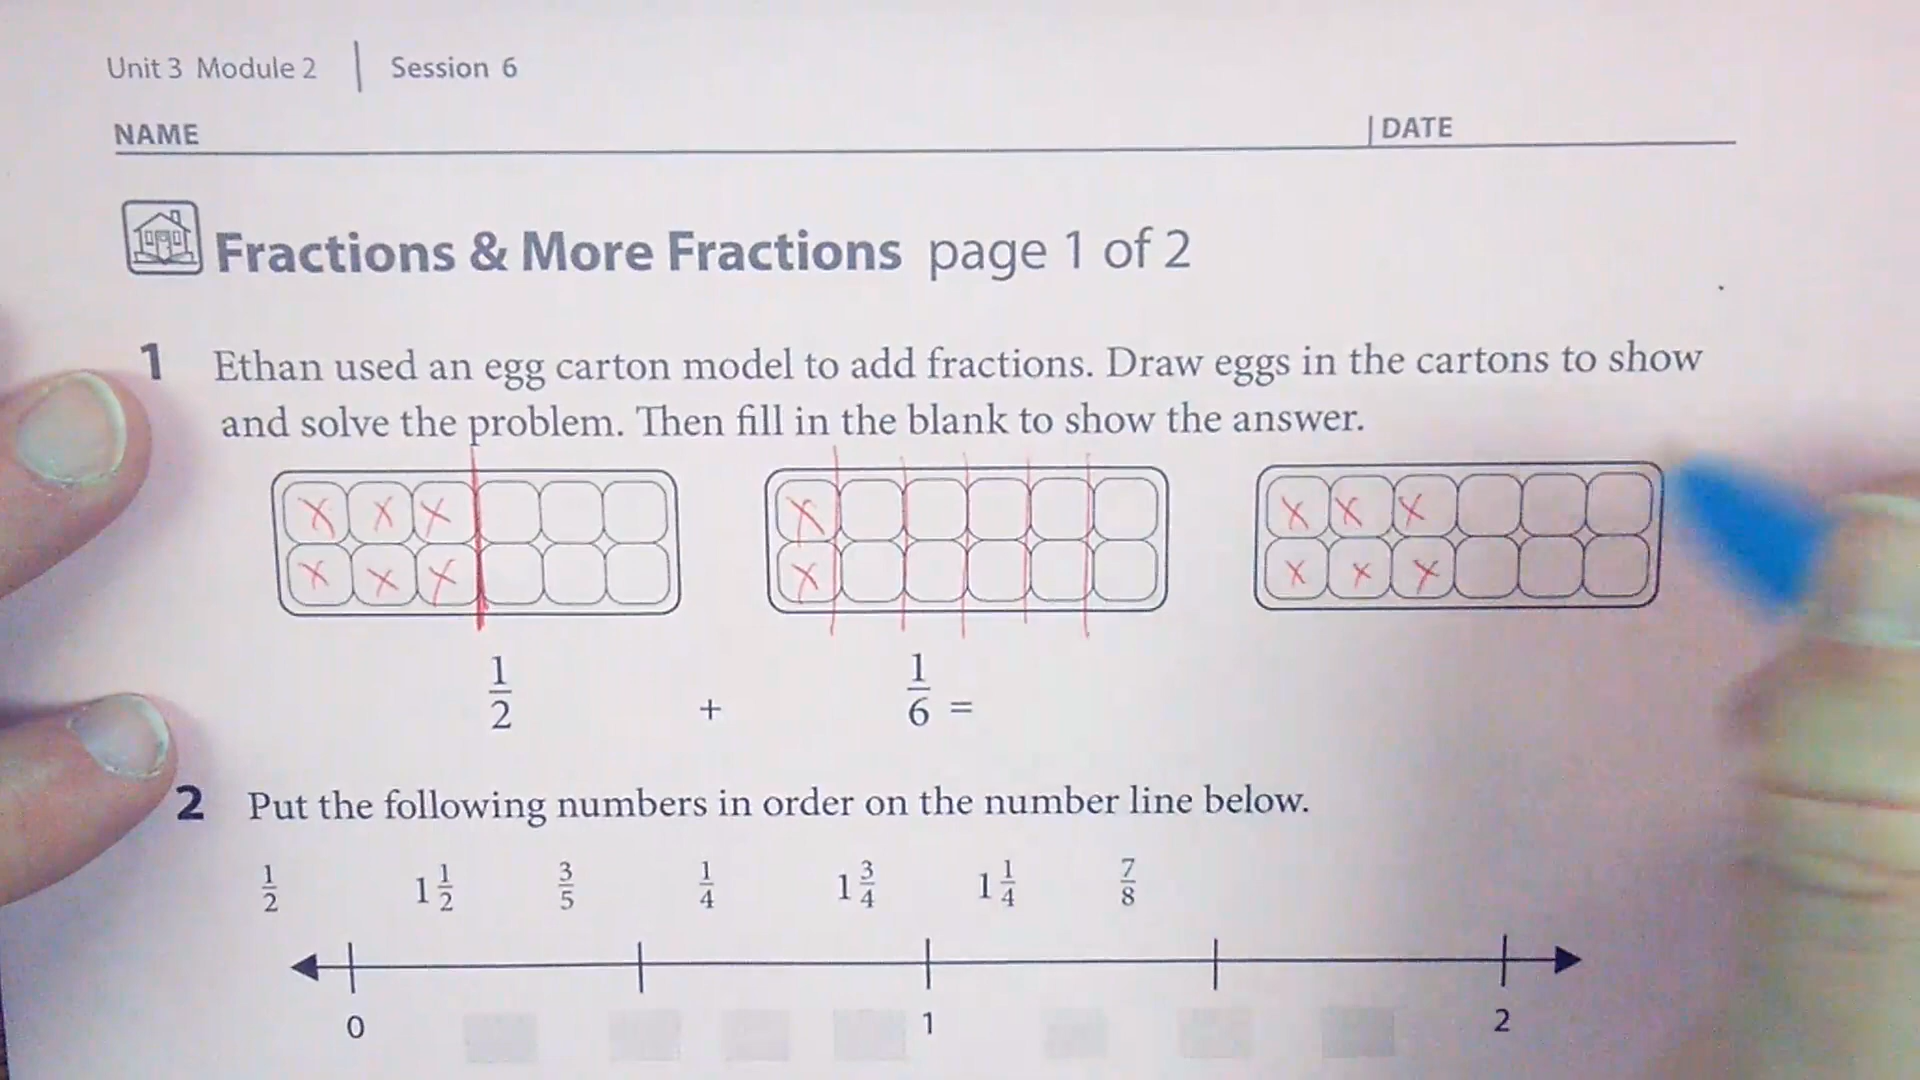 Unit 3 Module 2 | Session 6
NAME | DATE
Fractions & More Fractions page 1 of 2
1 Ethan used an egg carton model to add fractions. Draw eggs in the cartons to show
and solve the problem. Then fill in the blank to show the answer.
X X X X X X X
X X X X X X X
1/2 + 1/6 =
2 Put the following numbers in order on the number line below.
1/2 1 1/2 3/5 1/4 1 3/4 1 1/4 7/8
0 1 2